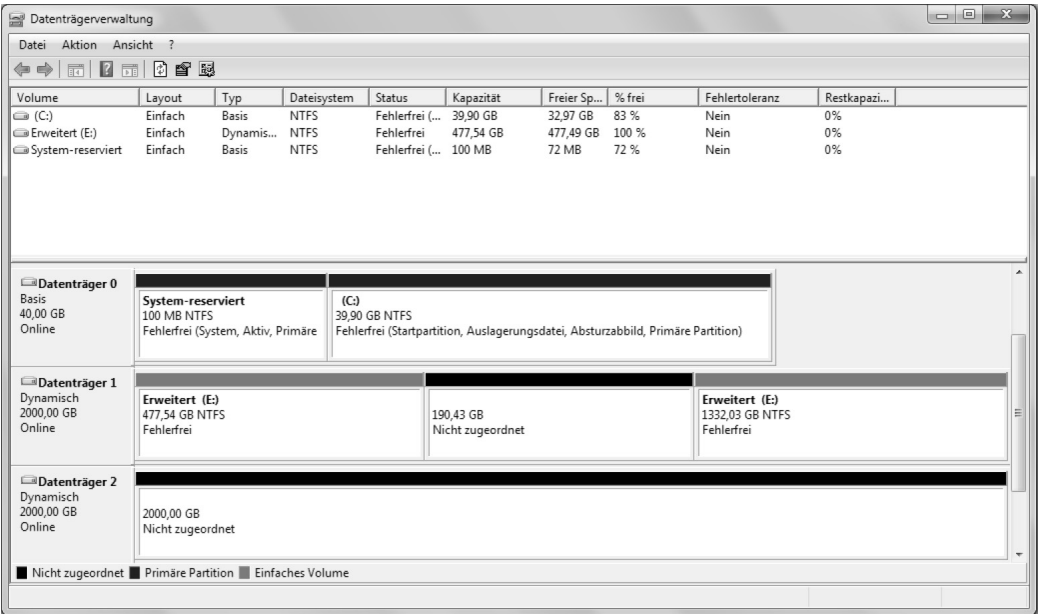 Datenträgerverwaltung
Datei Aktion Ansicht ?
Volume Layout Typ Dateisystem Status Kapazität Freier Sp... % frei Fehlertoleranz Restkapazi...
(C:) Einfach Basis NTFS Fehlerfrei (... 39,90 GB 32,97 GB 83 % Nein 0%
Erweitert (E:) Einfach Dynamis... NTFS Fehlerfrei 477,54 GB 477,49 GB 100 % Nein 0%
System-reserviert Einfach Basis NTFS Fehlerfrei (... 100 MB 72 MB 72 % Nein 0%
Datenträger 0
Basis
40,00 GB
Online
System-reserviert
100 MB NTFS
Fehlerfrei (System, Aktiv, Primäre
(C:)
39,90 GB NTFS
Fehlerfrei (Startpartition, Auslagerungsdatei, Absturzabbild, Primäre Partition)
Datenträger 1
Dynamisch
2000,00 GB
Online
Erweitert (E:)
477,54 GB NTFS
Fehlerfrei
190,43 GB
Nicht zugeordnet
Erweitert (E:)
1332,03 GB NTFS
Fehlerfrei
Datenträger 2
Dynamisch
2000,00 GB
Online
2000,00 GB
Nicht zugeordnet
Nicht zugeordnet Primäre Partition Einfaches Volume